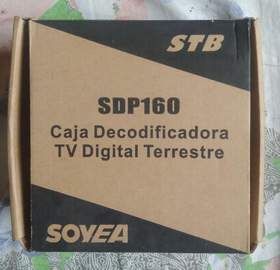 STB
SDP160
Caja Decodificadora
TV Digital Terrestre
SOYEA